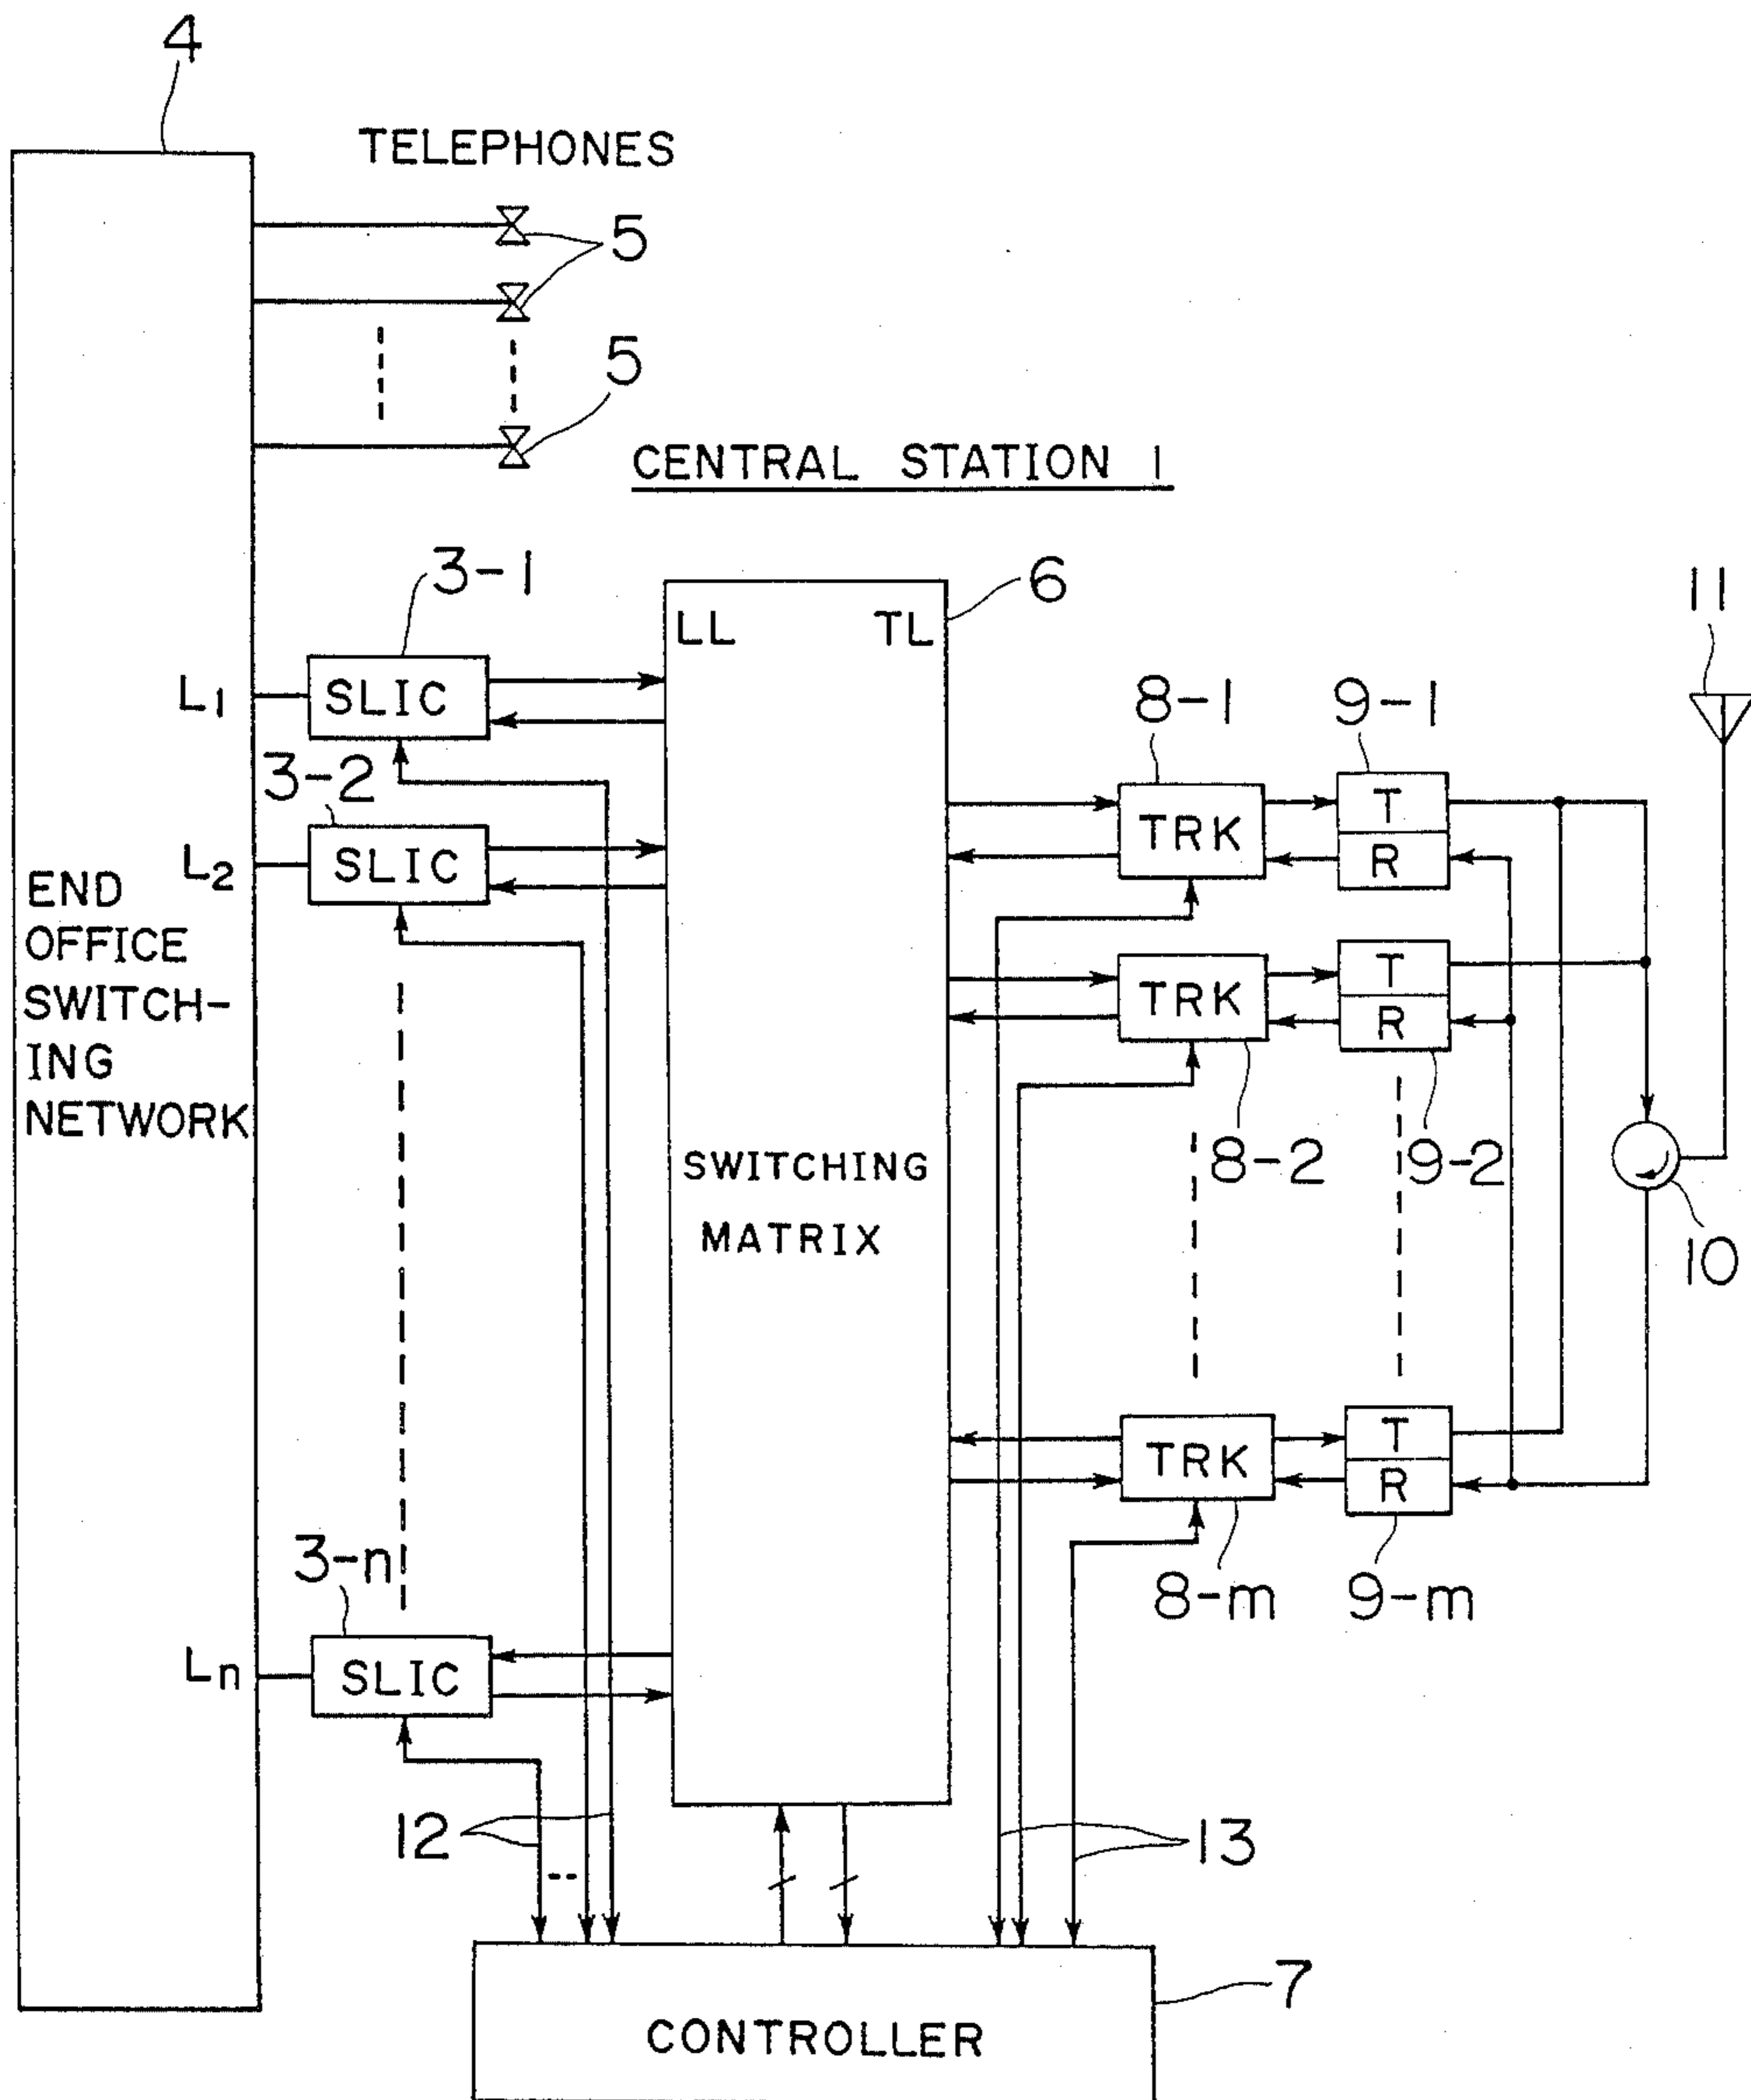 4
TELEPHONES
5
5
CENTRAL STATION 1
3-1
6
11
LL
TL
L1
SLIC
8-1
9-1
3-2
TRK
T
R
L2
SLIC
END
OFFICE
SWITCH-
ING
NETWORK
TRK
T
R
8-2
9-2
SWITCHING
MATRIX
10
TRK
T
R
3-n
8-m
9-m
Ln
SLIC
12
13
7
CONTROLLER